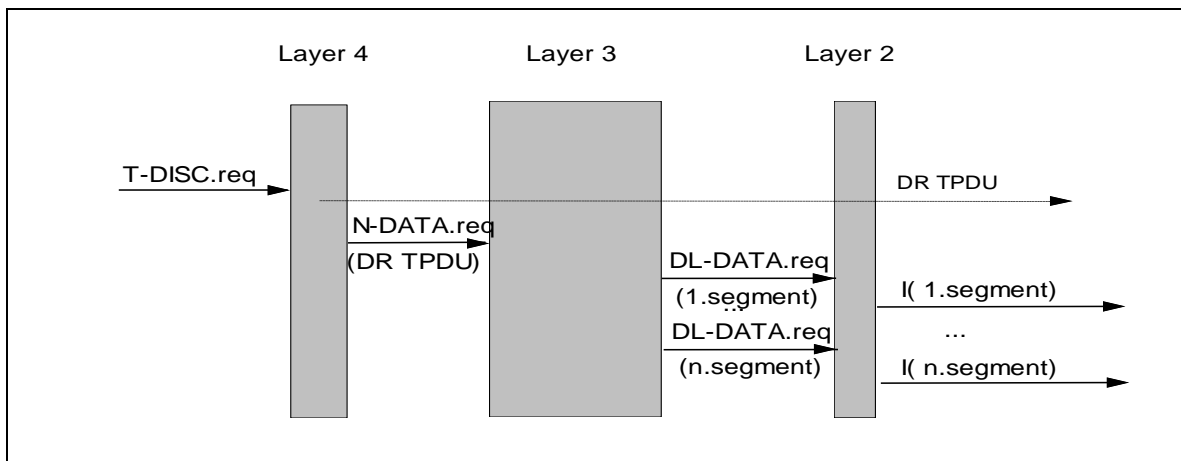 Layer 4
Layer 3
Layer 2
T-DISC.req
DR TPDU
N-DATA.req
(DR TPDU)
DL-DATA.req
(1.segment)
...
I( 1.segment)
...
DL-DATA.req
(n.segment)
I( n.segment)